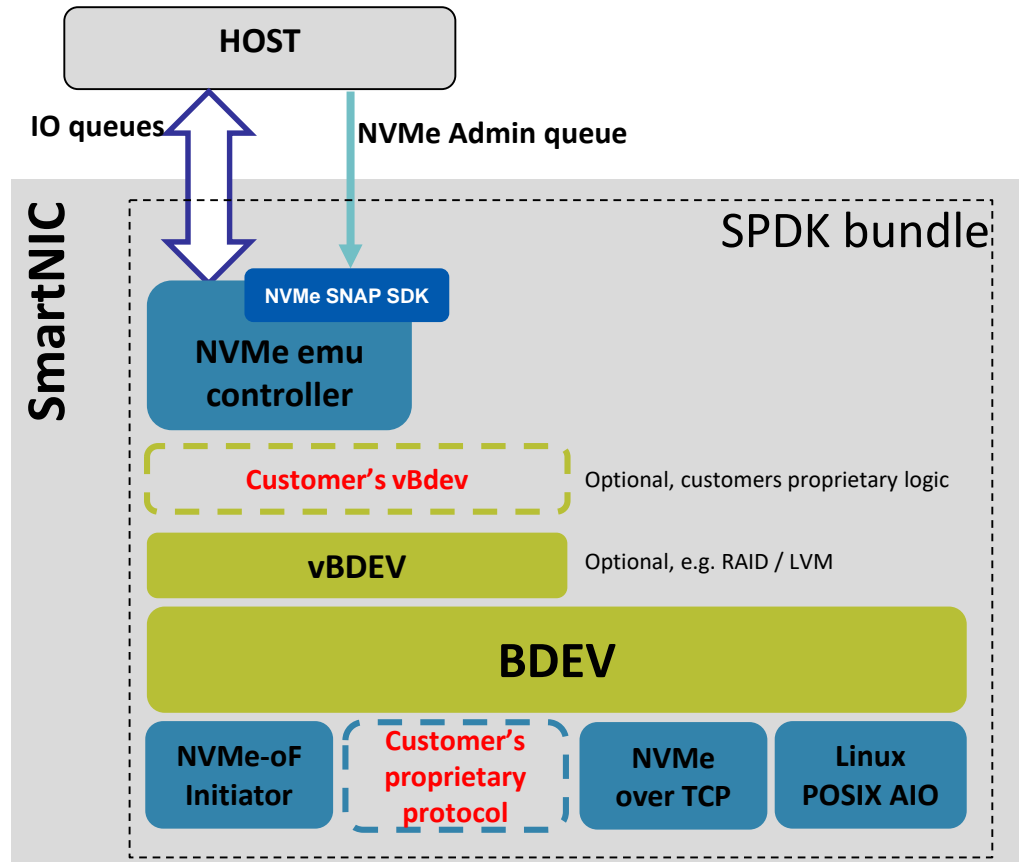 HOST
IO queues
NVMe Admin queue
SmartNIC
SPDK bundle
NVMe SNAP SDK
NVMe emu
controller
Customer's vBdev
Optional, customers proprietary logic
vBDEV
Optional, e.g. RAID / LVM
BDEV
NVMe-oF
Initiator
Customer's
proprietary
protocol
NVMe
over TCP
Linux
POSIX AIO